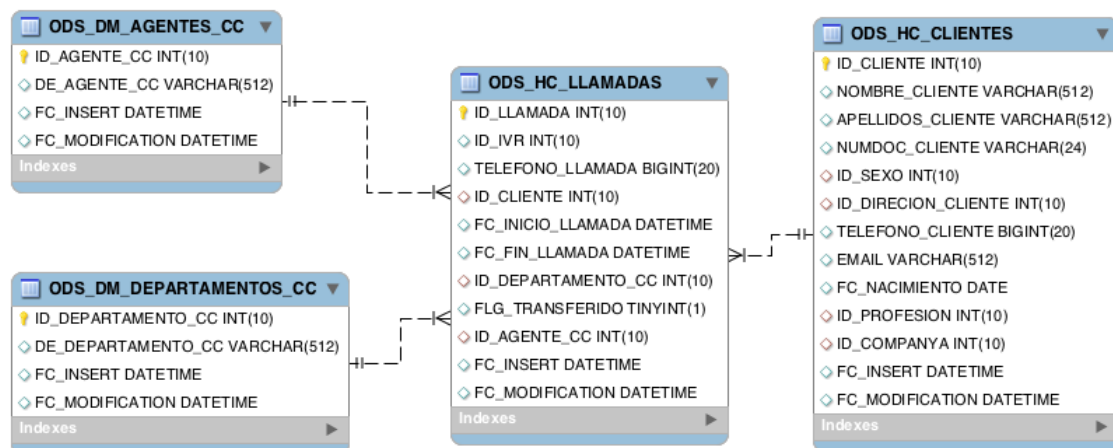 ODS_DM_AGENTES_CC
ID_AGENTE_CC INT(10)
DE_AGENTE_CC VARCHAR(512)
FC_INSERT DATETIME
FC_MODIFICATION DATETIME
Indexes
ODS_DM_DEPARTAMENTOS_CC
ID_DEPARTAMENTO_CC INT(10)
DE_DEPARTAMENTO_CC VARCHAR(512)
FC_INSERT DATETIME
FC_MODIFICATION DATETIME
Indexes
ODS_HC_LLAMADAS
ID_LLAMADA INT(10)
ID_IVR INT(10)
TELEFONO_LLAMADA BIGINT(20)
ID_CLIENTE INT(10)
FC_INICIO_LLAMADA DATETIME
FC_FIN_LLAMADA DATETIME
ID_DEPARTAMENTO_CC INT(10)
FLG_TRANSFERIDO TINYINT(1)
ID_AGENTE_CC INT(10)
FC_INSERT DATETIME
FC_MODIFICATION DATETIME
Indexes
ODS_HC_CLIENTES
ID_CLIENTE INT(10)
NOMBRE_CLIENTE VARCHAR(512)
APELLIDOS_CLIENTE VARCHAR(512)
NUMDOC_CLIENTE VARCHAR(24)
ID_SEXO INT(10)
ID_DIRECION_CLIENTE INT(10)
TELEFONO_CLIENTE BIGINT(20)
EMAIL VARCHAR(512)
FC_NACIMIENTO DATE
ID_PROFESION INT(10)
ID_COMPANYA INT(10)
FC_INSERT DATETIME
FC_MODIFICATION DATETIME
Indexes